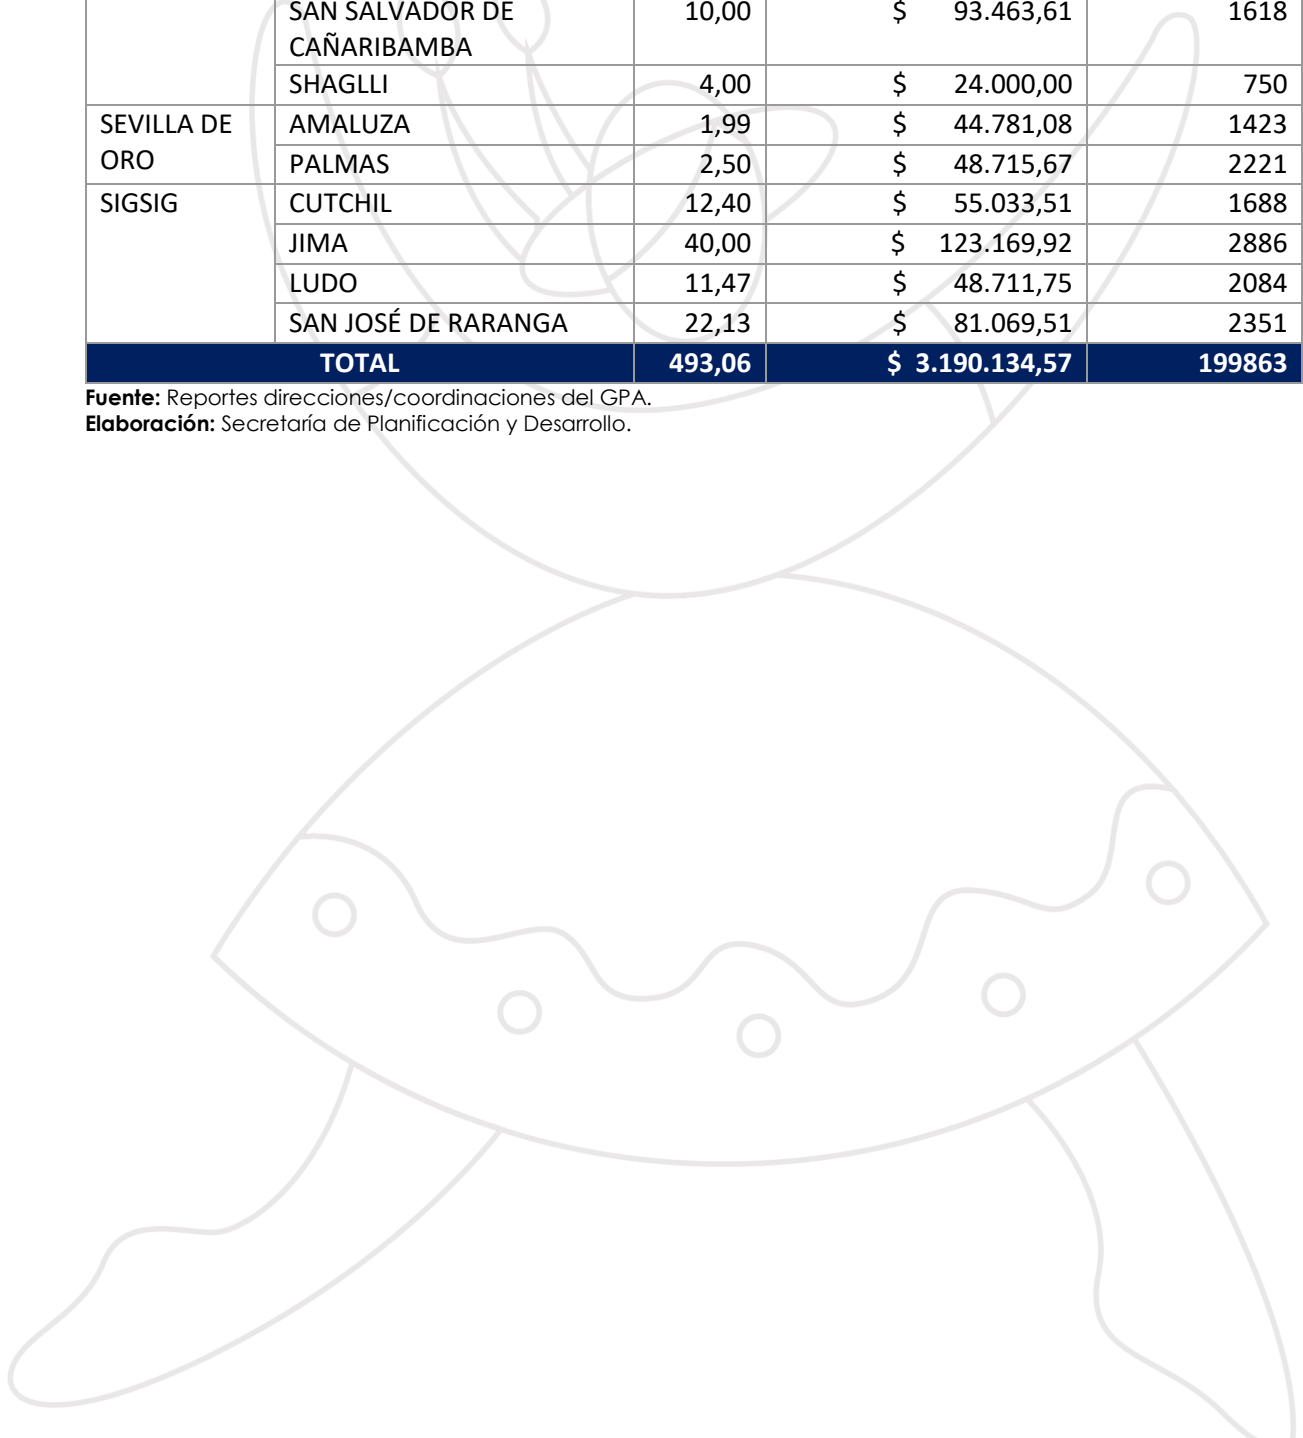 SAN SALVADOR DE CAÑARIBAMBA 10,00 $ 93.463,61 1618
SHAGLLI 4,00 $ 24.000,00 750
SEVILLA DE ORO AMALUZA 1,99 $ 44.781,08 1423
PALMAS 2,50 $ 48.715,67 2221
SIGSIG CUTCHIL 12,40 $ 55.033,51 1688
JIMA 40,00 $ 123.169,92 2886
LUDO 11,47 $ 48.711,75 2084
SAN JOSÉ DE RARANGA 22,13 $ 81.069,51 2351
TOTAL 493,06 $ 3.190.134,57 199863
Fuente: Reportes direcciones/coordinaciones del GPA.
Elaboración: Secretaría de Planificación y Desarrollo.